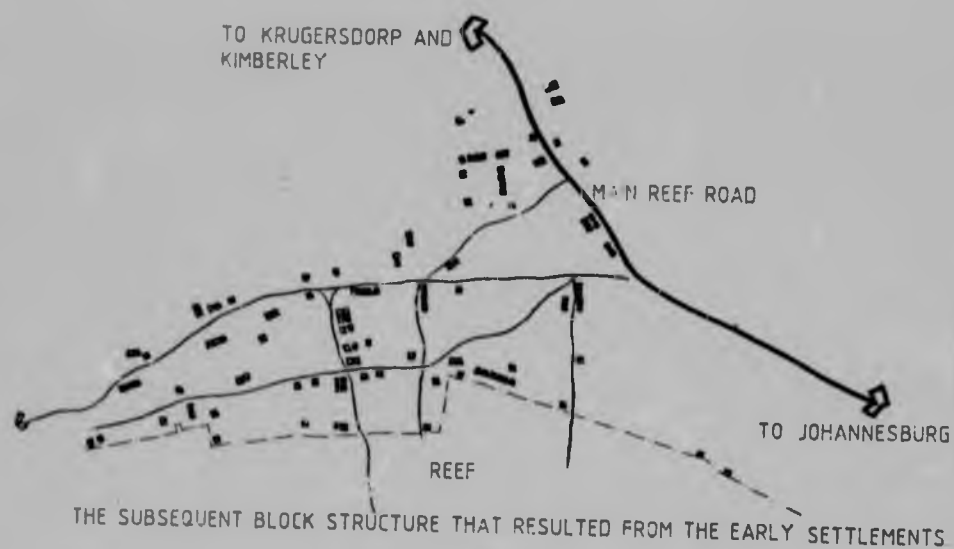 TO KRUGERSDORP AND
KIMBERLEY
MAIN REEF ROAD
TO JOHANNESBURG
REEF
THE SUBSEQUENT BLOCK STRUCTURE THAT RESULTED FROM THE EARLY SETTLEMENTS